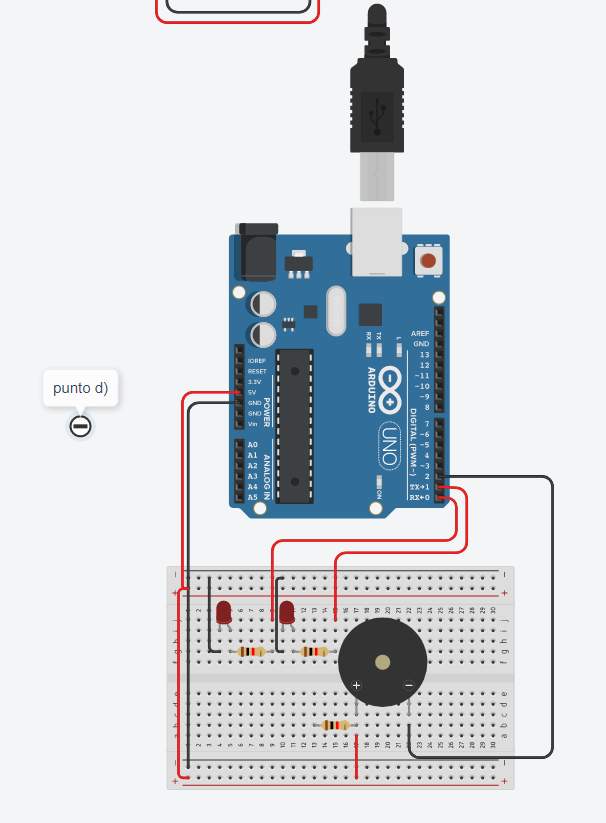 punto d)
AREF
GND
13
12
~11
~10
~9
8
7
~6
~5
4
~3
2
TX→1
RX←0
RX
TX
L
ARDUINO
UNO
ON
DIGITAL (PWM~)
IOREF
RESET
3.3V
5V
GND
GND
Vin
POWER
A0
A1
A2
A3
A4
A5
ANALOG IN